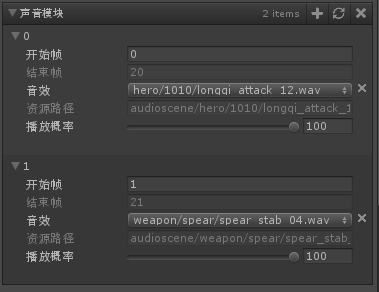 声音模块 2 items
0
开始帧 0
结束帧 20
音效 hero/1010/longqi_attack_12.wav
资源路径 audioscene/hero/1010/longqi_attack_1
播放概率 100
1
开始帧 1
结束帧 21
音效 weapon/spear/spear_stab_04.wav
资源路径 audioscene/weapon/spear/spear_stab_
播放概率 100